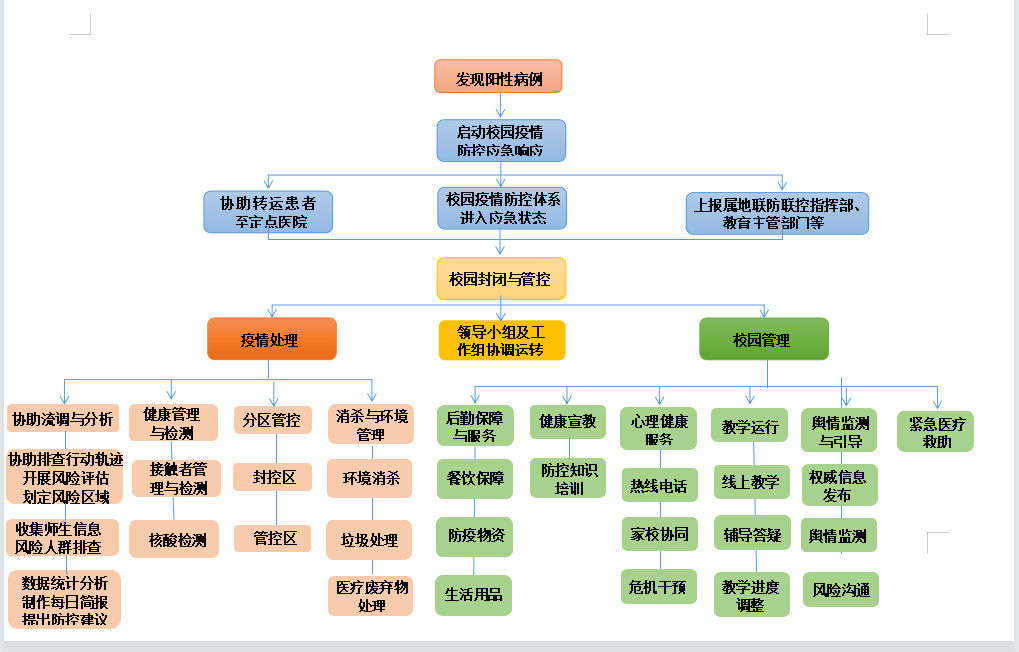 发现阳性病例
启动校园疫情
防控应急响应
协助转运患者
至定点医院
校园疫情防控体系
进入应急状态
上报属地联防联控指挥部、
教育主管部门等
校园封闭与管控
疫情处理
领导小组及工
作组协调运转
校园管理
协助流调与分析
健康管理
与检测
分区管控
消杀与环境
管理
后勤保障
与服务
健康宣教
心理健康
服务
教学运行
舆情监测
与引导
紧急医疗
救助
协助排查行动轨迹
开展风险评估
划定风险区域
接触者管
理与检测
封控区
环境消杀
餐饮保障
防控知识
培训
热线电话
线上教学
权威信息
发布
收集师生信息
风险人群排查
核酸检测
管控区
垃圾处理
防疫物资
家校协同
辅导答疑
舆情监测
数据统计分析
制作每日简报
提出防控建议
医疗废弃物
处理
生活用品
危机干预
教学进度
调整
风险沟通